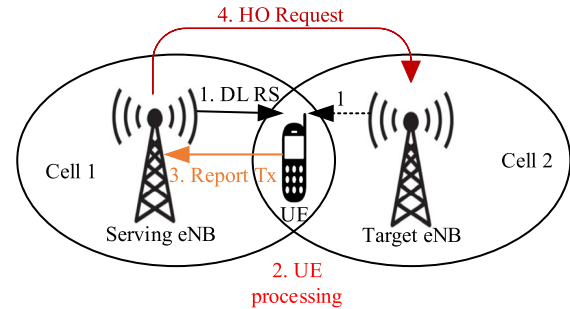 4. HO Request
1. DL RS
1
Cell 1
Cell 2
3. Report Tx
UE
Serving eNB
Target eNB
2. UE
processing